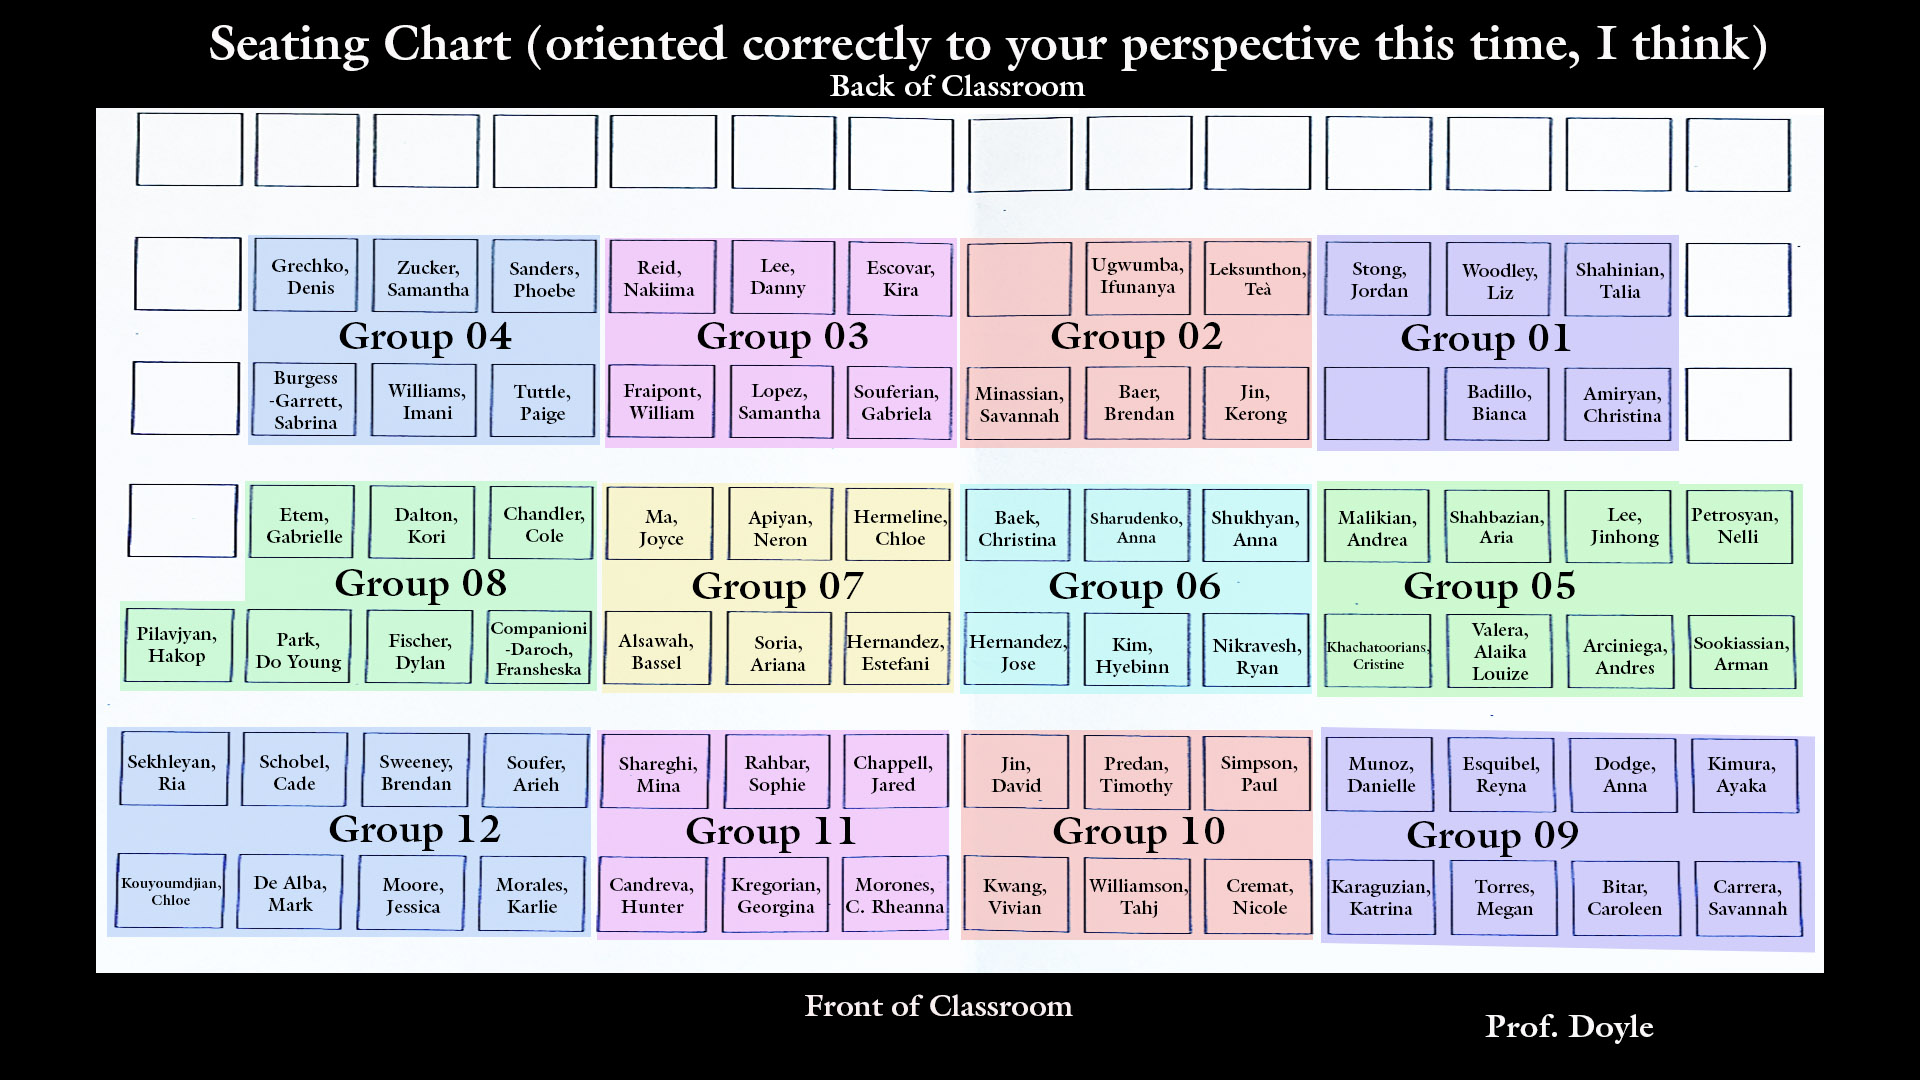 Seating Chart (oriented correctly to your perspective this time, I think)
Back of Classroom
Grechko,
Denis
Zucker,
Samantha
Sanders,
Phoebe
Reid,
Nakiima
Lee,
Danny
Escovar,
Kira
Ugwumba,
Ifunanya
Leksunthon,
Teà
Stong,
Jordan
Woodley,
Liz
Shahinian,
Talia
Group 04
Group 03
Group 02
Group 01
Burgess
-Garrett,
Sabrina
Williams,
Imani
Tuttle,
Paige
Fraipont,
William
Lopez,
Samantha
Souferian,
Gabriela
Minassian,
Savannah
Baer,
Brendan
Jin,
Kerong
Badillo,
Bianca
Amiryan,
Christina
Etem,
Gabrielle
Dalton,
Kori
Chandler,
Cole
Ma,
Joyce
Apiyan,
Neron
Hermeline,
Chloe
Baek,
Christina
Sharudenko,
Anna
Shukhyan,
Anna
Malikian,
Andrea
Shahbazian,
Aria
Lee,
Jinhong
Petrosyan,
Nelli
Group 08
Group 07
Group 06
Group 05
Pilavjyan,
Hakop
Park,
Do Young
Fischer,
Dylan
Companioni
-Daroch,
Fransheska
Alsawah,
Bassel
Soria,
Ariana
Hernandez,
Estefani
Hernandez,
Jose
Kim,
Hyebinn
Nikravesh,
Ryan
Khachatoorians,
Cristine
Valera,
Alaika
Louize
Arciniega,
Andres
Sookiassian,
Arman
Sekhleyan,
Ria
Schobel,
Cade
Sweeney,
Brendan
Soufer,
Arieh
Shareghi,
Mina
Rahbar,
Sophie
Chappell,
Jared
Jin,
David
Predan,
Timothy
Simpson,
Paul
Munoz,
Danielle
Esquibel,
Reyna
Dodge,
Anna
Kimura,
Ayaka
Group 12
Group 11
Group 10
Group 09
Kouyoumdjian,
Chloe
De Alba,
Mark
Moore,
Jessica
Morales,
Karlie
Candreva,
Hunter
Kregorian,
Georgina
Morones,
C. Rheanna
Kwang,
Vivian
Williamson,
Tahj
Cremat,
Nicole
Karaguzian,
Katrina
Torres,
Megan
Bitar,
Caroleen
Carrera,
Savannah
Front of Classroom
Prof. Doyle